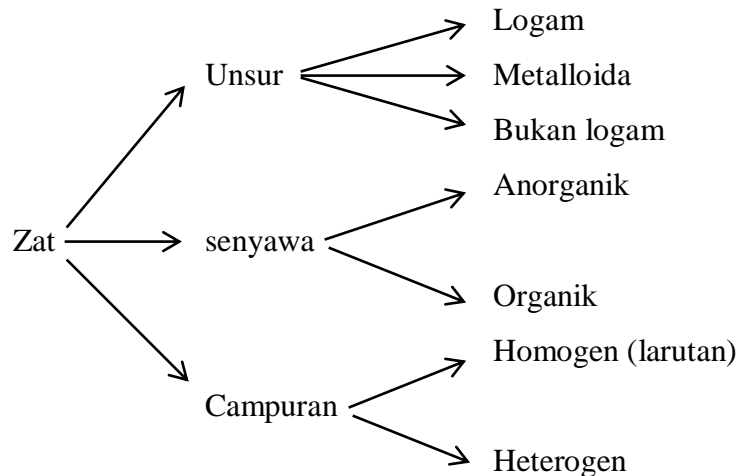 Logam
Unsur
Metalloida
Bukan logam
Anorganik
Zat
senyawa
Organik
Homogen (larutan)
Campuran
Heterogen